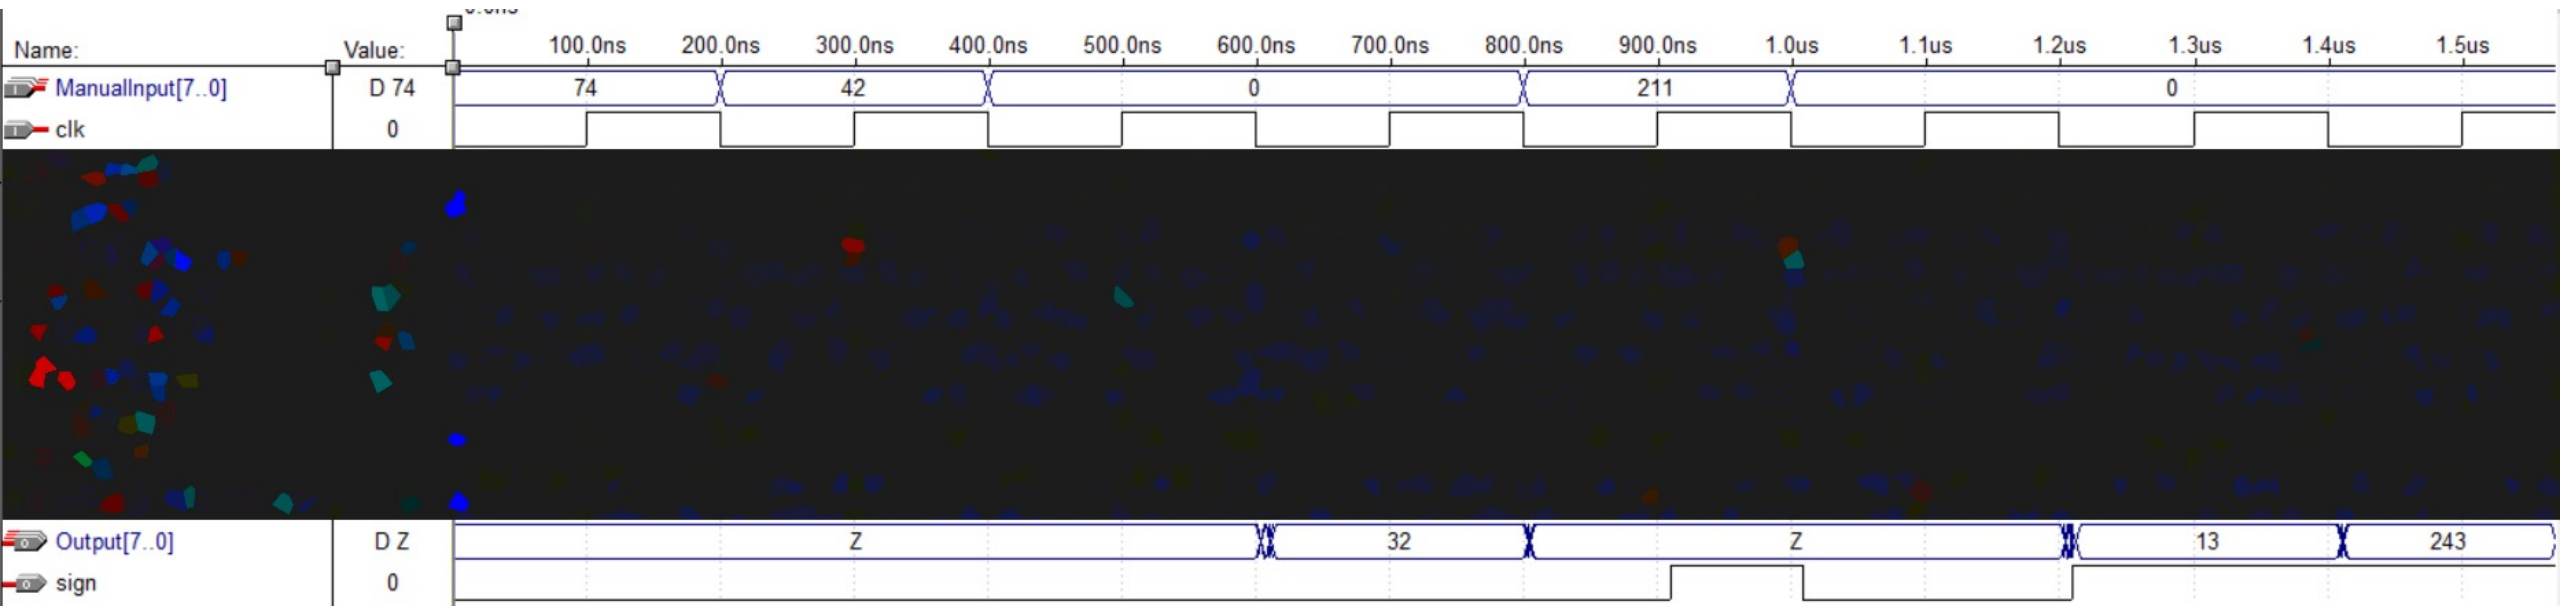 Name: Value: 100.0ns 200.0ns 300.0ns 400.0ns 500.0ns 600.0ns 700.0ns 800.0ns 900.0ns 1.0us 1.1us 1.2us 1.3us 1.4us 1.5us
ManualInput[7..0] D 74 74 42 0 211 0
clk 0
Output[7..0] D Z Z 32 Z 13 243
sign 0